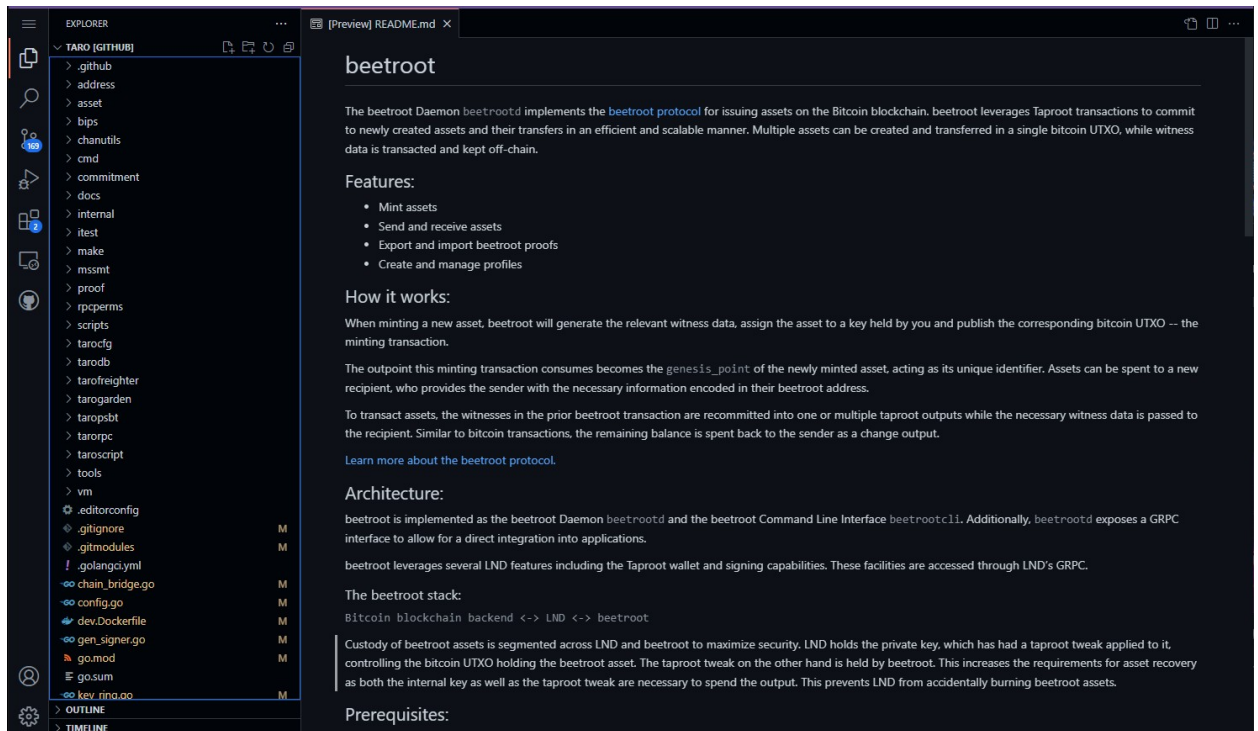 EXPLORER
TARO [GITHUB]
.github
address
asset
bips
chanutils
cmd
commitment
docs
internal
itest
make
mssmt
proof
rpcperms
scripts
tarocfg
tarodb
tarofreighter
tarogarden
taropsbt
tarorpc
taroscript
tools
vm
.editorconfig
.gitignore M
.gitmodules M
.golangci.yml
chain_bridge.go M
config.go M
dev.Dockerfile M
gen_signer.go M
go.mod M
go.sum
key_ring.go M
OUTLINE
TIMELINE
169
2
[Preview] README.md
beetroot
The beetroot Daemon beetrootd implements the beetroot protocol for issuing assets on the Bitcoin blockchain. beetroot leverages Taproot transactions to commit
to newly created assets and their transfers in an efficient and scalable manner. Multiple assets can be created and transferred in a single bitcoin UTXO, while witness
data is transacted and kept off-chain.
Features:
• Mint assets
• Send and receive assets
• Export and import beetroot proofs
• Create and manage profiles
How it works:
When minting a new asset, beetroot will generate the relevant witness data, assign the asset to a key held by you and publish the corresponding bitcoin UTXO -- the
minting transaction.
The outpoint this minting transaction consumes becomes the genesis_point of the newly minted asset, acting as its unique identifier. Assets can be spent to a new
recipient, who provides the sender with the necessary information encoded in their beetroot address.
To transact assets, the witnesses in the prior beetroot transaction are recommitted into one or multiple taproot outputs while the necessary witness data is passed to
the recipient. Similar to bitcoin transactions, the remaining balance is spent back to the sender as a change output.
Learn more about the beetroot protocol.
Architecture:
beetroot is implemented as the beetroot Daemon beetrootd and the beetroot Command Line Interface beetrootcli. Additionally, beetrootd exposes a GRPC
interface to allow for a direct integration into applications.
beetroot leverages several LND features including the Taproot wallet and signing capabilities. These facilities are accessed through LND's GRPC.
The beetroot stack:
Bitcoin blockchain backend <-> LND <-> beetroot
Custody of beetroot assets is segmented across LND and beetroot to maximize security. LND holds the private key, which has had a taproot tweak applied to it,
controlling the bitcoin UTXO holding the beetroot asset. The taproot tweak on the other hand is held by beetroot. This increases the requirements for asset recovery
as both the internal key as well as the taproot tweak are necessary to spend the output. This prevents LND from accidentally burning beetroot assets.
Prerequisites: